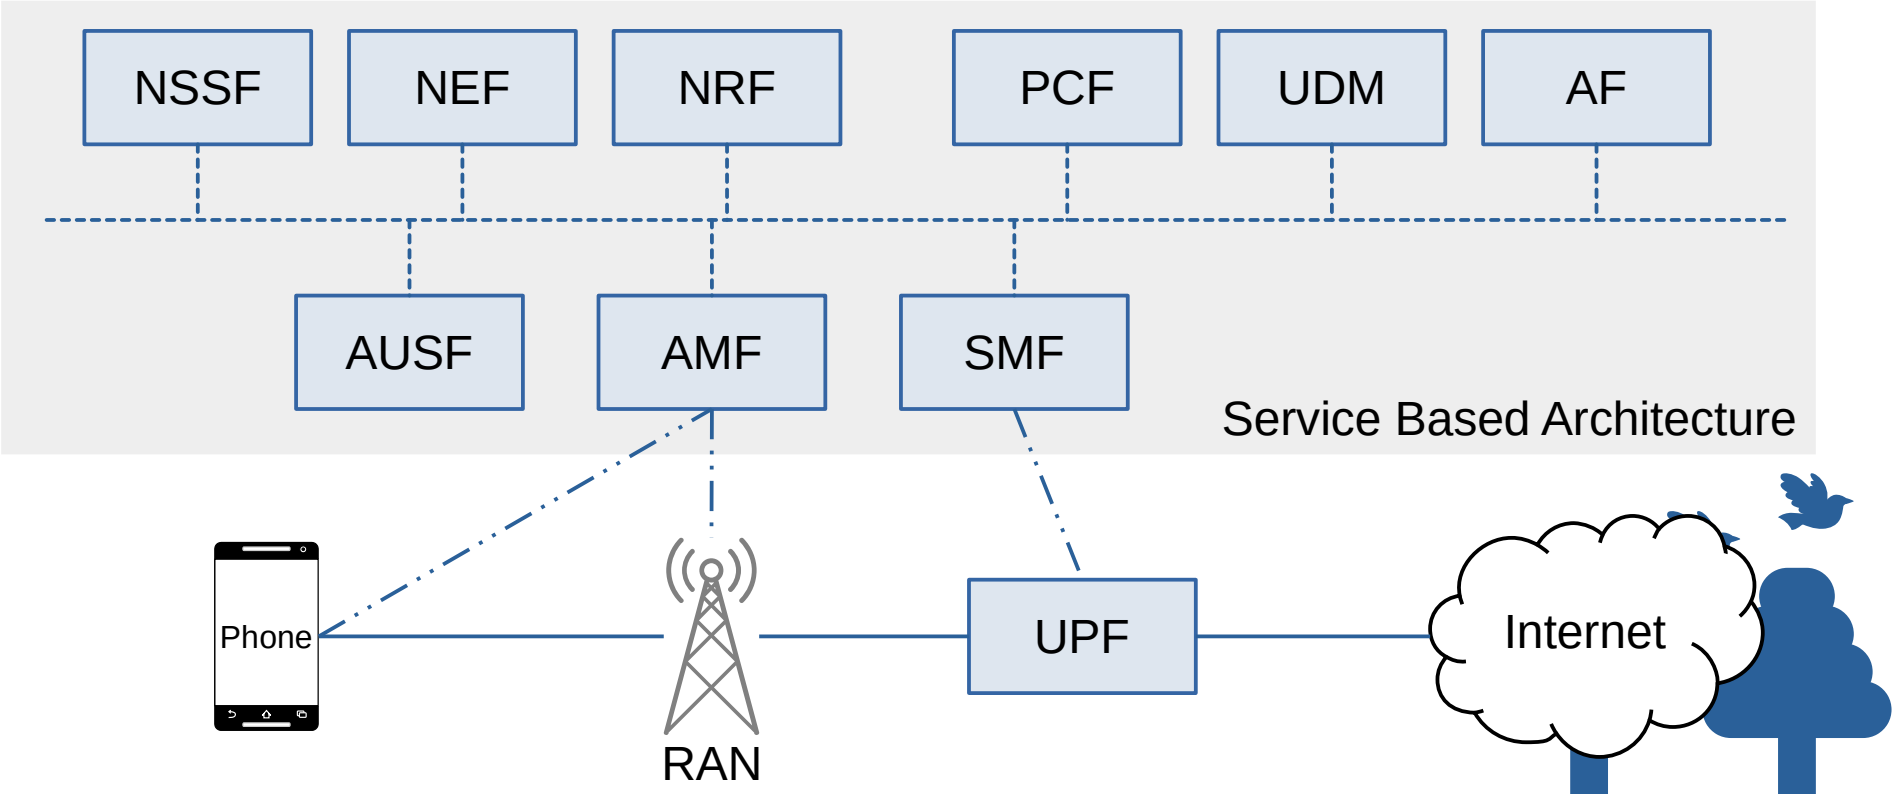 NSSF
NEF
NRF
PCF
UDM
AF
AUSF
AMF
SMF
Service Based Architecture
Phone
UPF
Internet
RAN